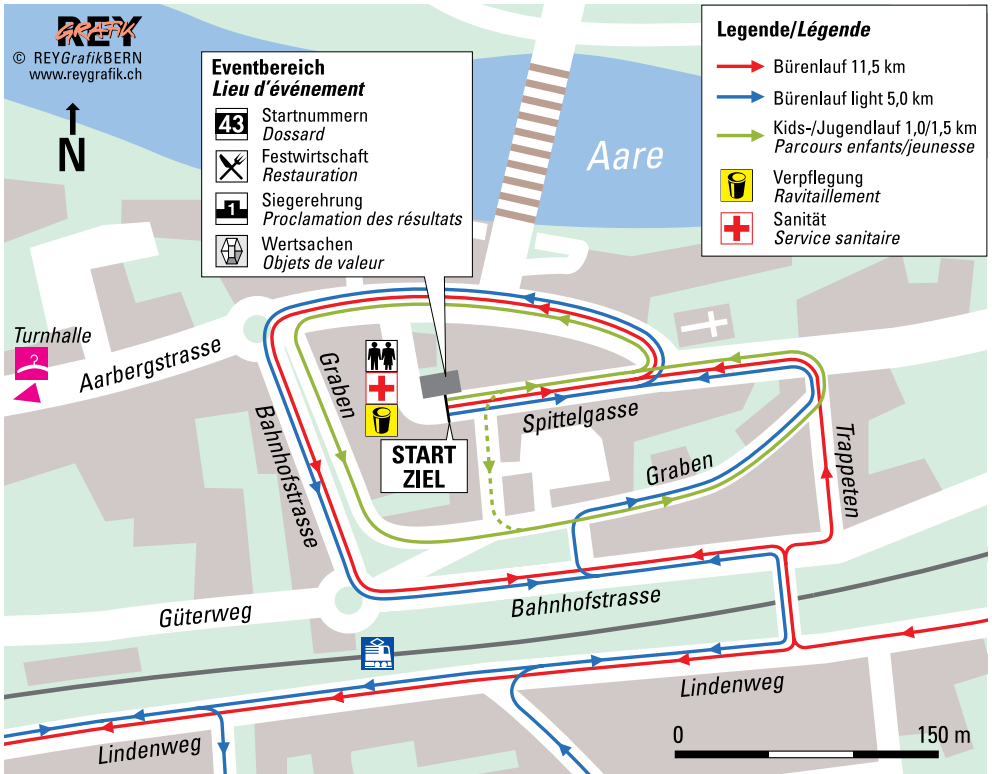 REY
GRAFIK
© REYGrafikBERN
www.reygrafik.ch
N
Eventbereich
Lieu d'événement
43 Startnummern
Dossard
Festwirtschaft
Restauration
1 Siegerehrung
Proclamation des résultats
Wertsachen
Objets de valeur
Legende/Légende
Bürenlauf 11,5 km
Bürenlauf light 5,0 km
Kids-/Jugendlauf 1,0/1,5 km
Parcours enfants/jeunesse
Verpflegung
Ravitaillement
Sanität
Service sanitaire
Aare
Turnhalle
Aarbergstrasse
Graben
Bahnhofstrasse
START
ZIEL
Spittelgasse
Graben
Trappeten
Güterweg
Bahnhofstrasse
Lindenweg
Lindenweg
0 150 m